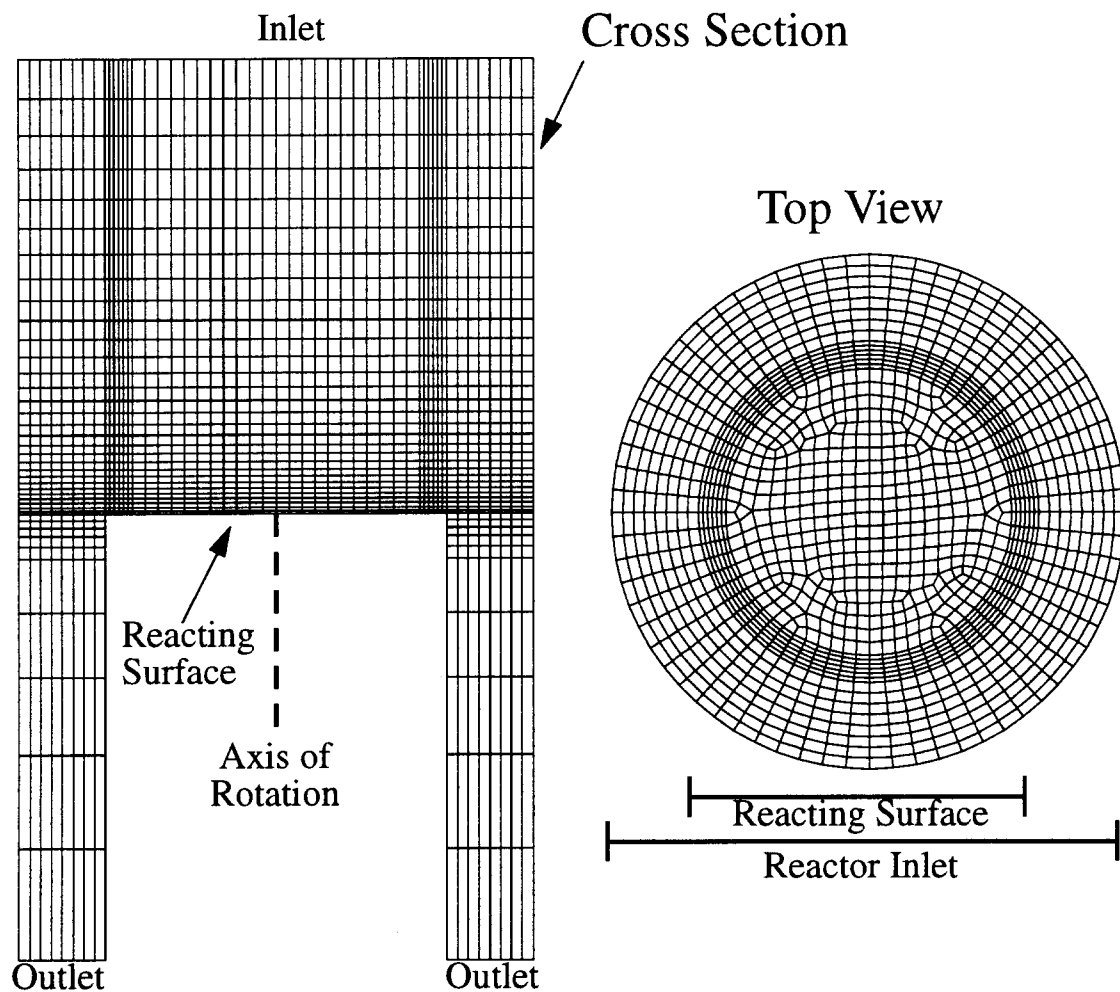 Inlet
Cross Section
Top View
Reacting
Surface
Axis of
Rotation
Reacting Surface
Reactor Inlet
Outlet
Outlet